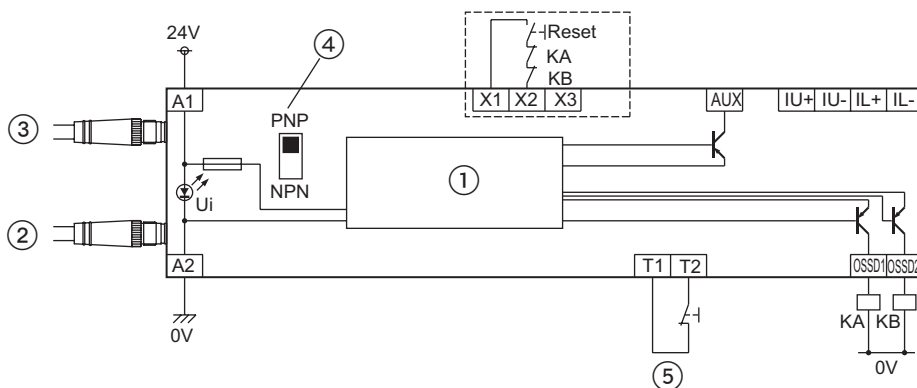 24V
④
Reset
KA
KB
A1
X1 X2 X3
AUX
IU+ IU- IL+ IL-
③
PNP
①
NPN
Ui
②
A2
T1 T2
OSSD1 OSSD2
0V
KA KB
⑤
0V